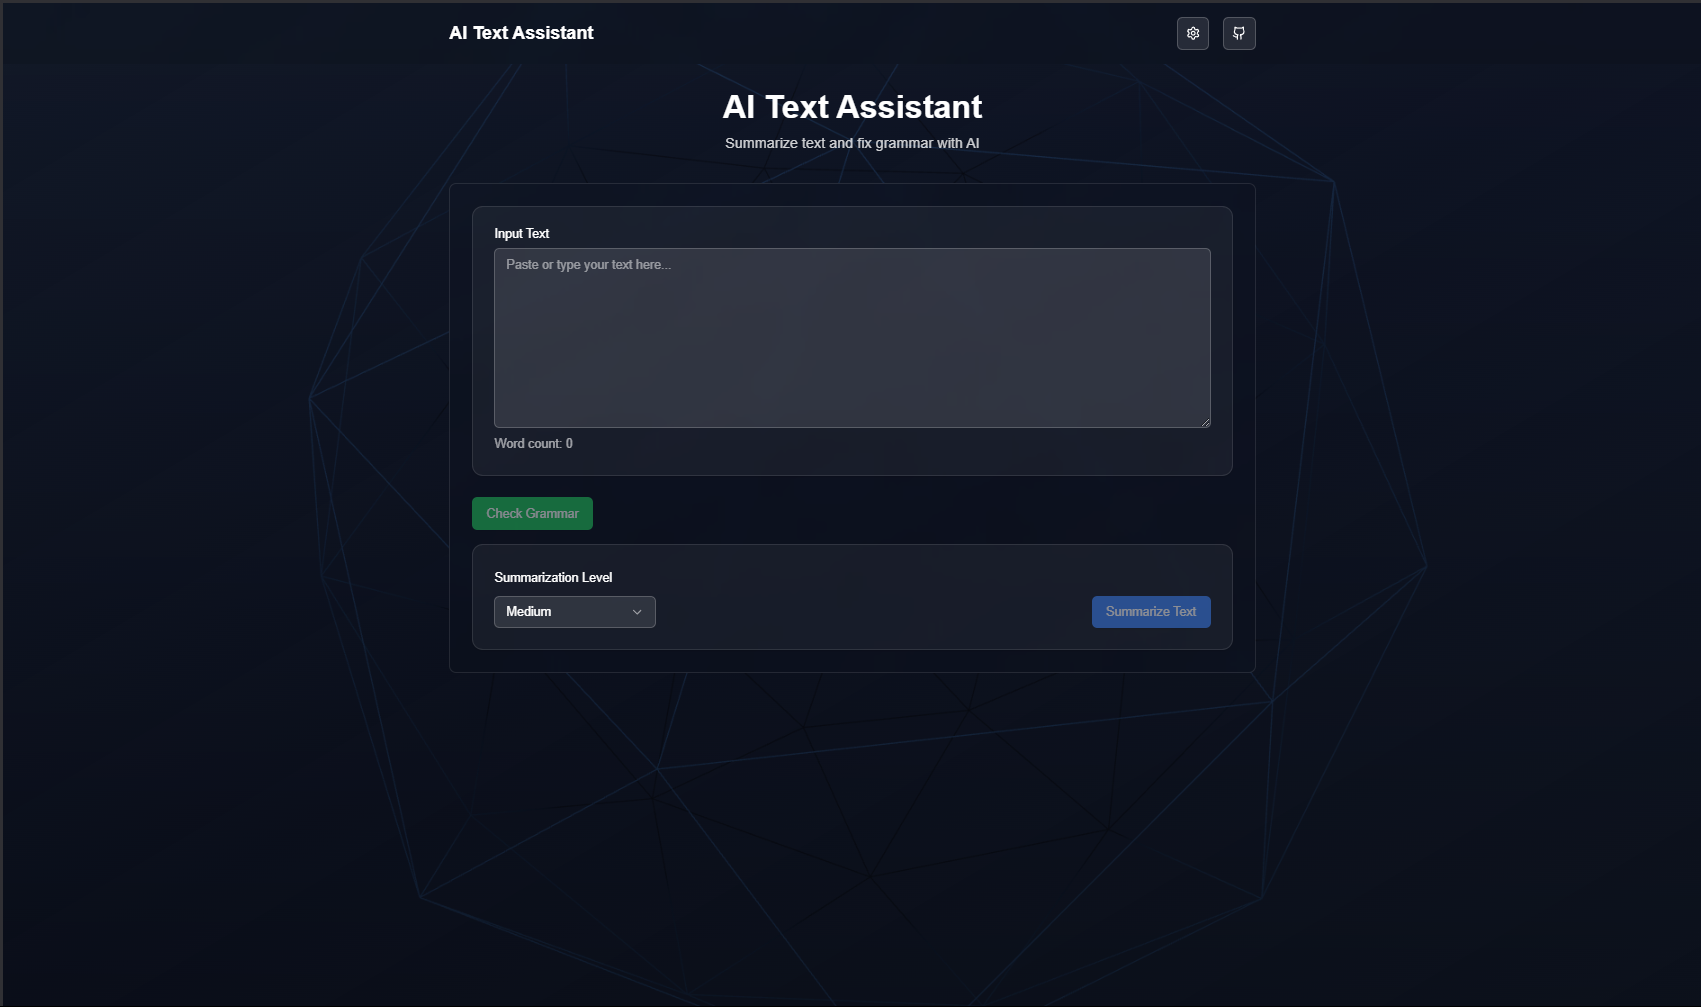 AI Text Assistant
AI Text Assistant
Summarize text and fix grammar with AI
Input Text
Paste or type your text here...
Word count: 0
Check Grammar
Summarization Level
Medium
Summarize Text